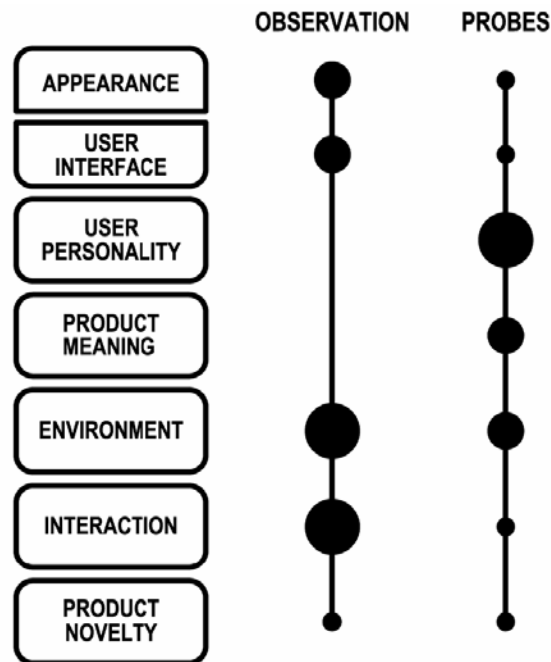 OBSERVATION PROBES
APPEARANCE
USER
INTERFACE
USER
PERSONALITY
PRODUCT
MEANING
ENVIRONMENT
INTERACTION
PRODUCT
NOVELTY